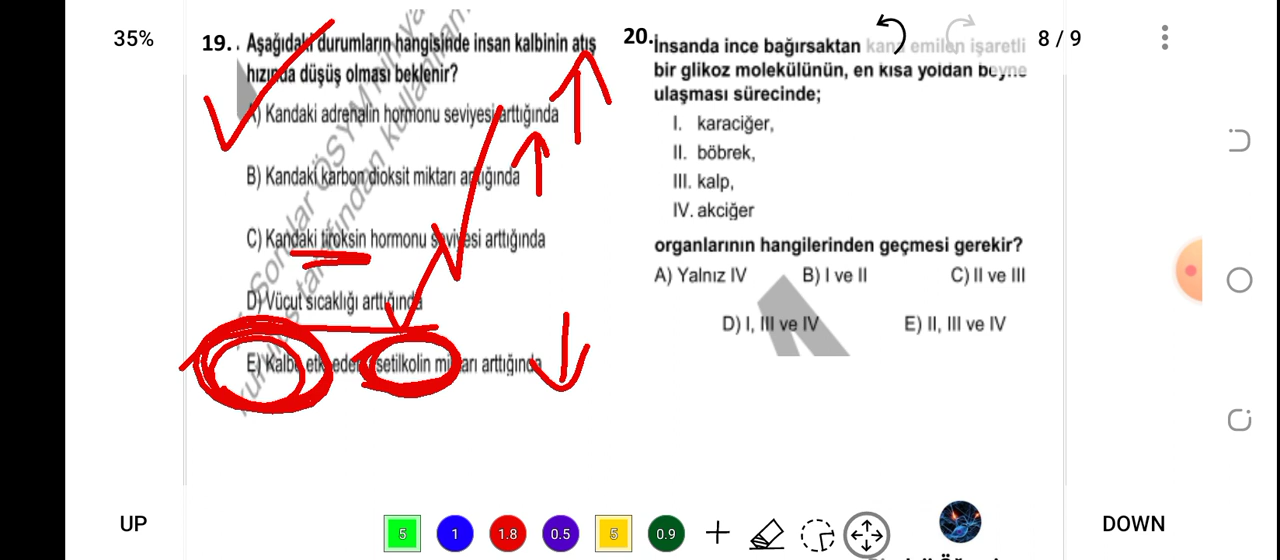 35%
8 / 9
19. Aşağıdaki durumların hangisinde insan kalbinin atış
hızında düşüş olması beklenir?
A) Kandaki adrenalin hormonu seviyesi arttığında
B) Kandaki karbondioksit miktarı arttığında
C) Kandaki tiroksin hormonu seviyesi arttığında
D) Vücut sıcaklığı arttığında
E) Kalbe etki eden asetilkolin miktarı arttığında
20. İnsanda ince bağırsaktan kana emilen işaretli
bir glikoz molekülünün, en kısa yoldan beyne
ulaşması sürecinde;
I. karaciğer,
II. böbrek,
III. kalp,
IV. akciğer
organlarının hangilerinden geçmesi gerekir?
A) Yalnız IV B) I ve II C) II ve III
D) I, III ve IV E) II, III ve IV
UP
5 1 1.8 0.5 5 0.9
DOWN